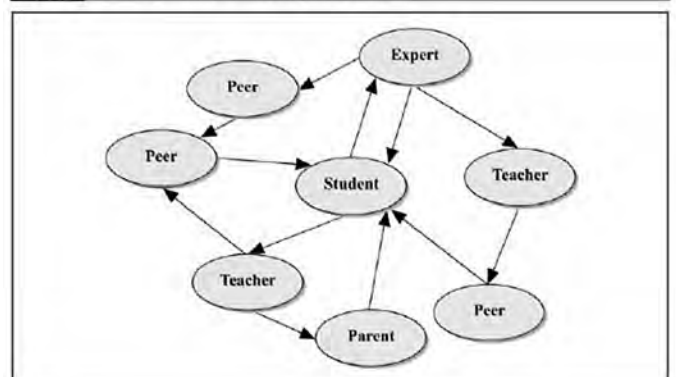 Expert
Peer
Peer
Student
Teacher
Teacher
Peer
Parent